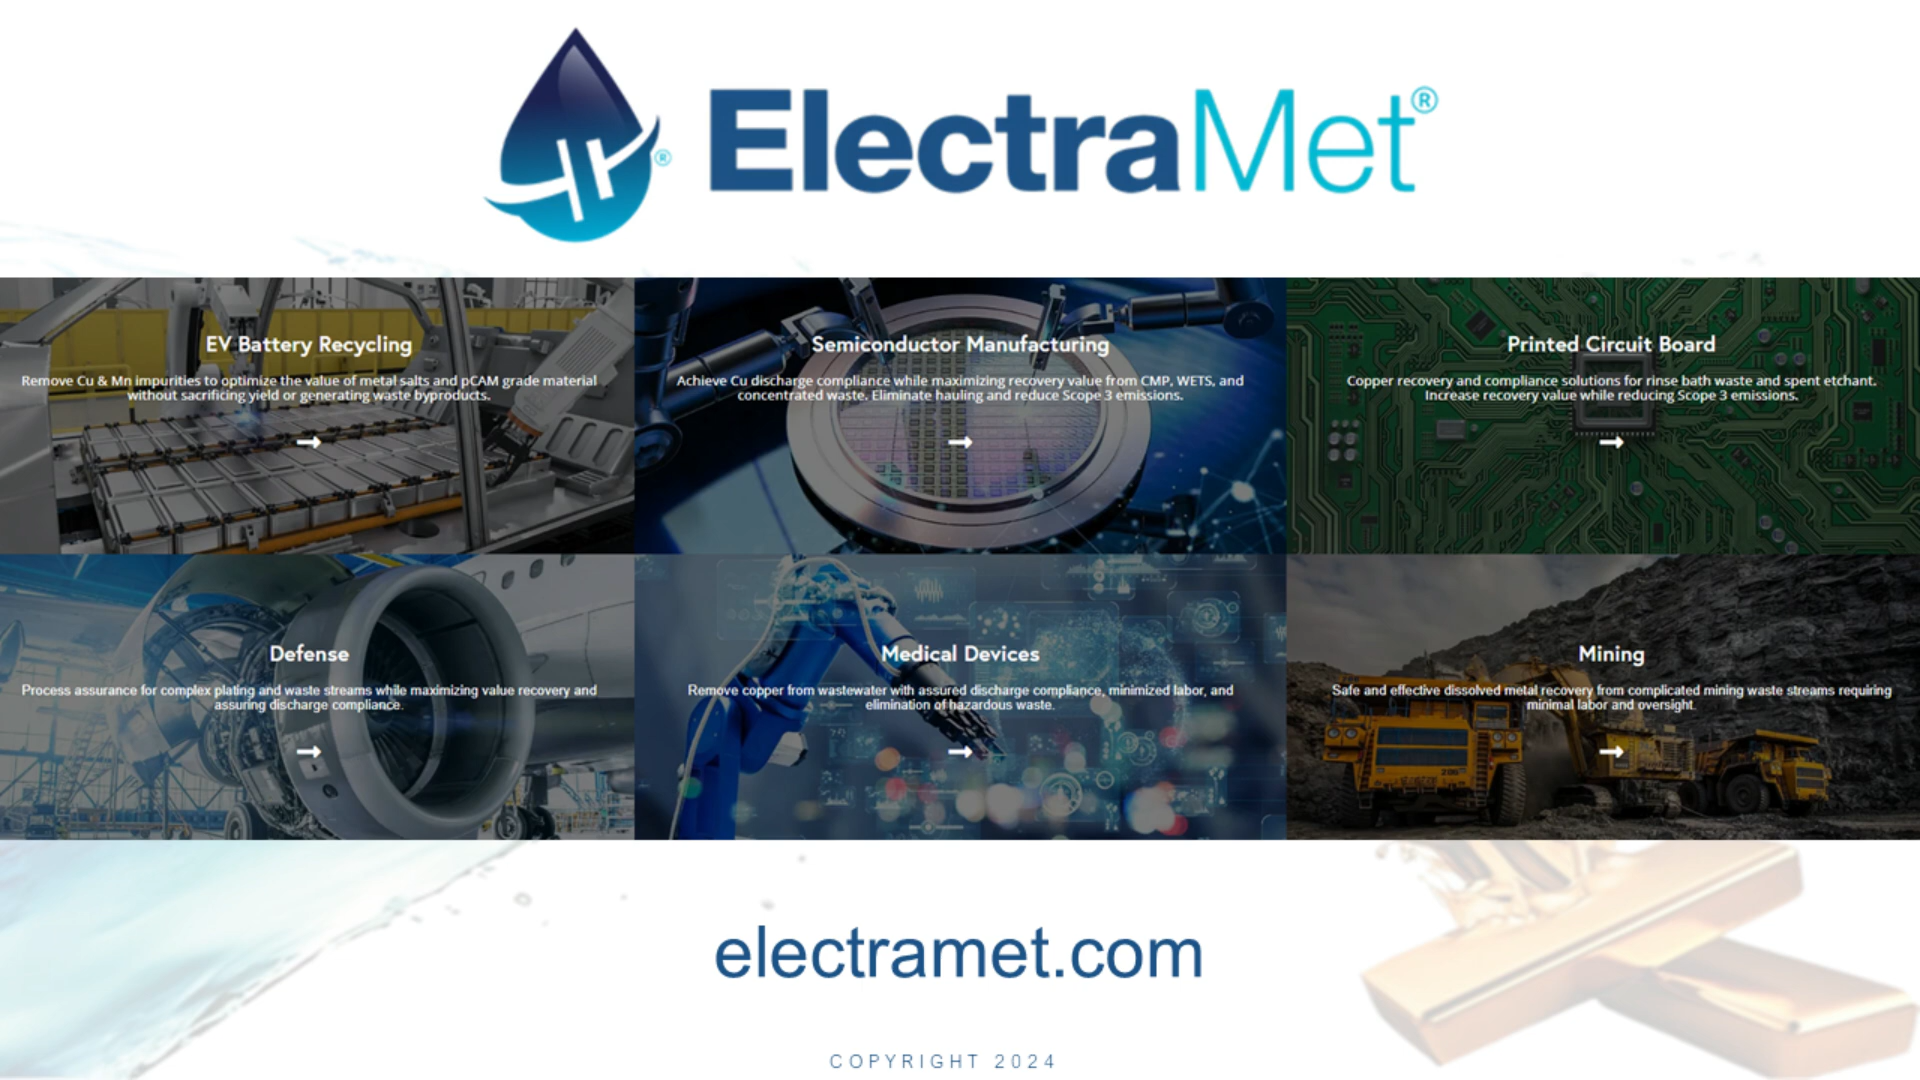 ElectraMet®
®
EV Battery Recycling
Remove Cu & Mn impurities to optimize the value of metal salts and pCAM grade material
without sacrificing yield or generating waste byproducts.
Semiconductor Manufacturing
Achieve Cu discharge compliance while maximizing recovery value from CMP, WETS, and
concentrated waste. Eliminate hauling and reduce Scope 3 emissions.
Printed Circuit Board
Copper recovery and compliance solutions for rinse bath waste and spent etchant.
Increase recovery value while reducing Scope 3 emissions.
Defense
Process assurance for complex plating and waste streams while maximizing value recovery and
assuring discharge compliance.
Medical Devices
Remove copper from wastewater with assured discharge compliance, minimized labor, and
elimination of hazardous waste.
Mining
Safe and effective dissolved metal recovery from complicated mining waste streams requiring
minimal labor and oversight.
electramet.com
COPYRIGHT 2024